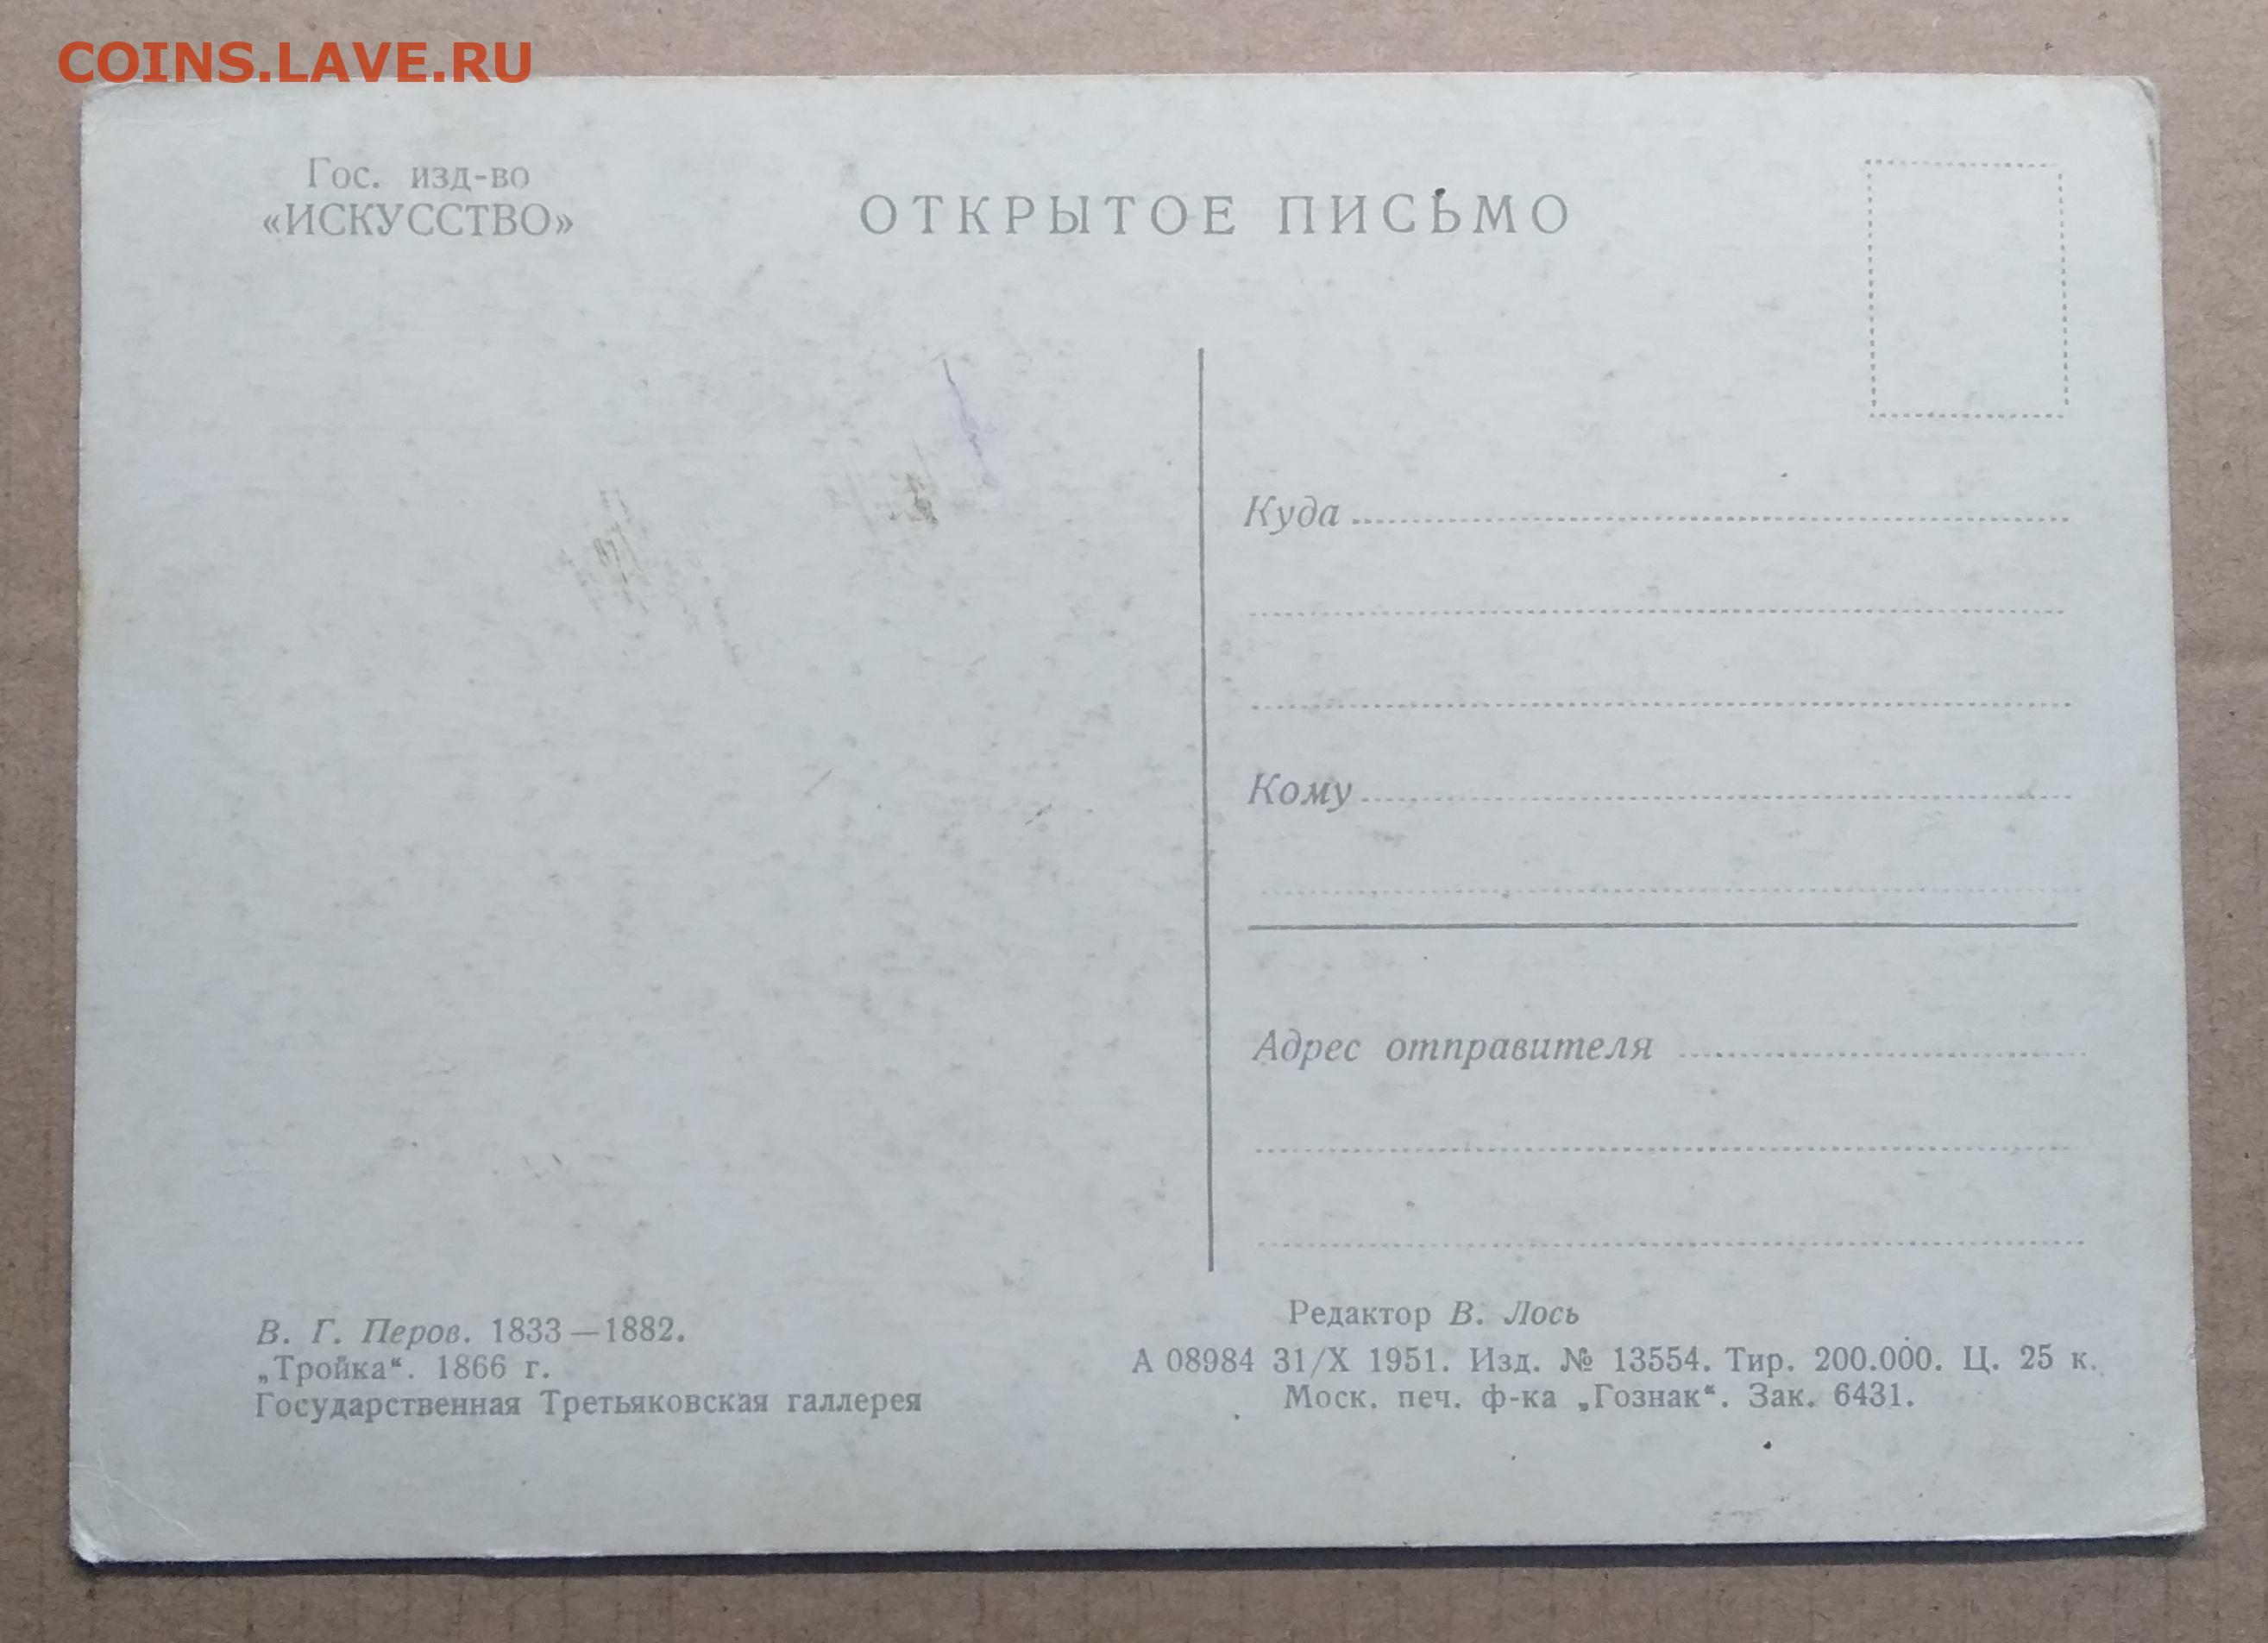 COINS.LAVE.RU
Гос. изд-во
«ИСКУССТВО»
ОТКРЫТОЕ ПИСЬМО
Куда
Кому
Адрес отправителя
В. Г. Перов. 1833—1882.
„Тройка“. 1866 г.
Государственная Третьяковская галлерея
Редактор В. Лось
А 08984 31/X 1951. Изд. № 13554. Тир. 200.000. Ц. 25 к.
Моск. печ. ф-ка „Гознак“. Зак. 6431.